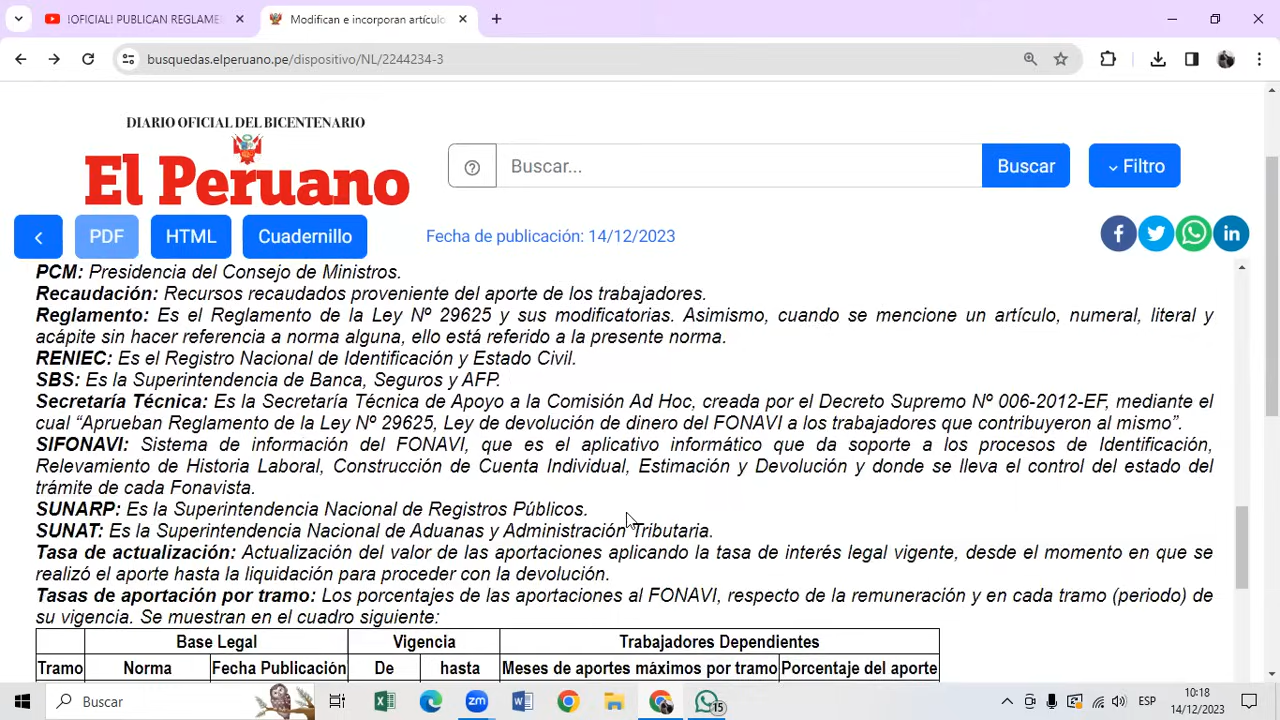 !OFICIAL! PUBLICAN REGLAME
Modifican e incorporan artículo
busquedas.elperuano.pe/dispositivo/NL/2244234-3
DIARIO OFICIAL DEL BICENTENARIO
El Peruano
Buscar...
Buscar
Filtro
PDF
HTML
Cuadernillo
Fecha de publicación: 14/12/2023
PCM: Presidencia del Consejo de Ministros.
Recaudación: Recursos recaudados proveniente del aporte de los trabajadores.
Reglamento: Es el Reglamento de la Ley Nº 29625 y sus modificatorias. Asimismo, cuando se mencione un artículo, numeral, literal y
acápite sin hacer referencia a norma alguna, ello está referido a la presente norma.
RENIEC: Es el Registro Nacional de Identificación y Estado Civil.
SBS: Es la Superintendencia de Banca, Seguros y AFP.
Secretaría Técnica: Es la Secretaría Técnica de Apoyo a la Comisión Ad Hoc, creada por el Decreto Supremo Nº 006-2012-EF, mediante el
cual “Aprueban Reglamento de la Ley Nº 29625, Ley de devolución de dinero del FONAVI a los trabajadores que contribuyeron al mismo”.
SIFONAVI: Sistema de información del FONAVI, que es el aplicativo informático que da soporte a los procesos de Identificación,
Relevamiento de Historia Laboral, Construcción de Cuenta Individual, Estimación y Devolución y donde se lleva el control del estado del
trámite de cada Fonavista.
SUNARP: Es la Superintendencia Nacional de Registros Públicos.
SUNAT: Es la Superintendencia Nacional de Aduanas y Administración Tributaria.
Tasa de actualización: Actualización del valor de las aportaciones aplicando la tasa de interés legal vigente, desde el momento en que se
realizó el aporte hasta la liquidación para proceder con la devolución.
Tasas de aportación por tramo: Los porcentajes de las aportaciones al FONAVI, respecto de la remuneración y en cada tramo (periodo) de
su vigencia. Se muestran en el cuadro siguiente:
Base Legal Vigencia Trabajadores Dependientes
Tramo Norma Fecha Publicación De hasta Meses de aportes máximos por tramo Porcentaje del aporte
Buscar
zm
15
ESP
10:18
14/12/2023